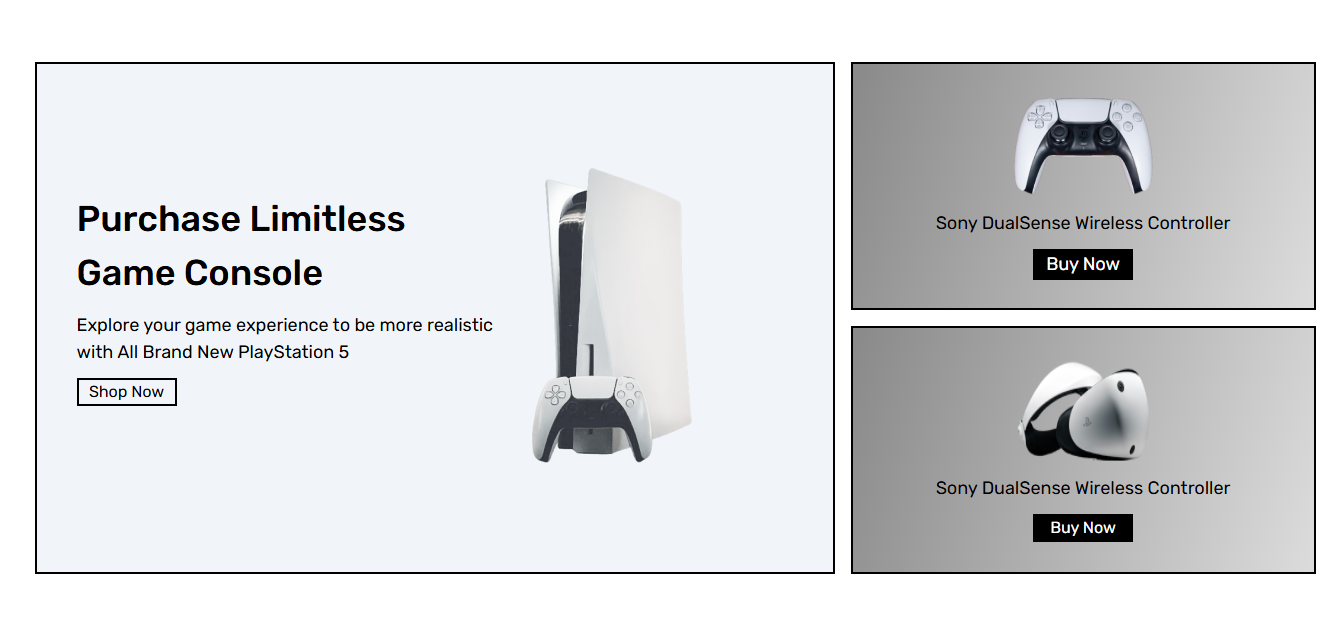 Purchase Limitless
Game Console
Explore your game experience to be more realistic
with All Brand New PlayStation 5
Shop Now
Sony DualSense Wireless Controller
Buy Now
Sony DualSense Wireless Controller
Buy Now